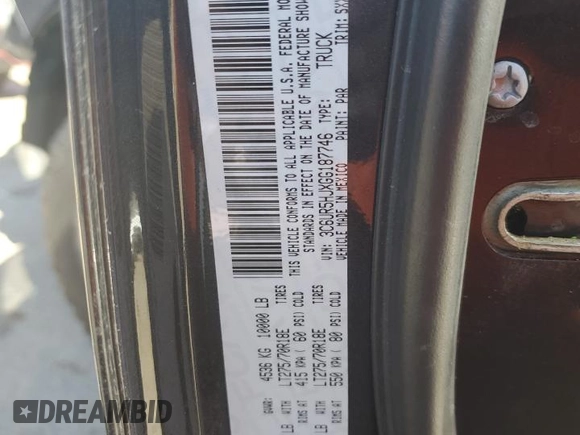 GVWR: 4536 KG 10000 LB
LB WITH LT275/70R18E TIRES
RIMS AT 415 KPA ( 60 PSI) COLD
LB WITH LT275/70R18E TIRES
RIMS AT 550 KPA ( 80 PSI) COLD
THIS VEHICLE CONFORMS TO ALL APPLICABLE U.S.A. FEDERAL MO
STANDARDS IN EFFECT ON THE DATE OF MANUFACTURE SHOW
VIN: 3C6UR5HJXGG187746 TYPE: TRUCK
VEHICLE MADE IN MEXICO PAINT: PAR TRIM: SX
DREAMBID